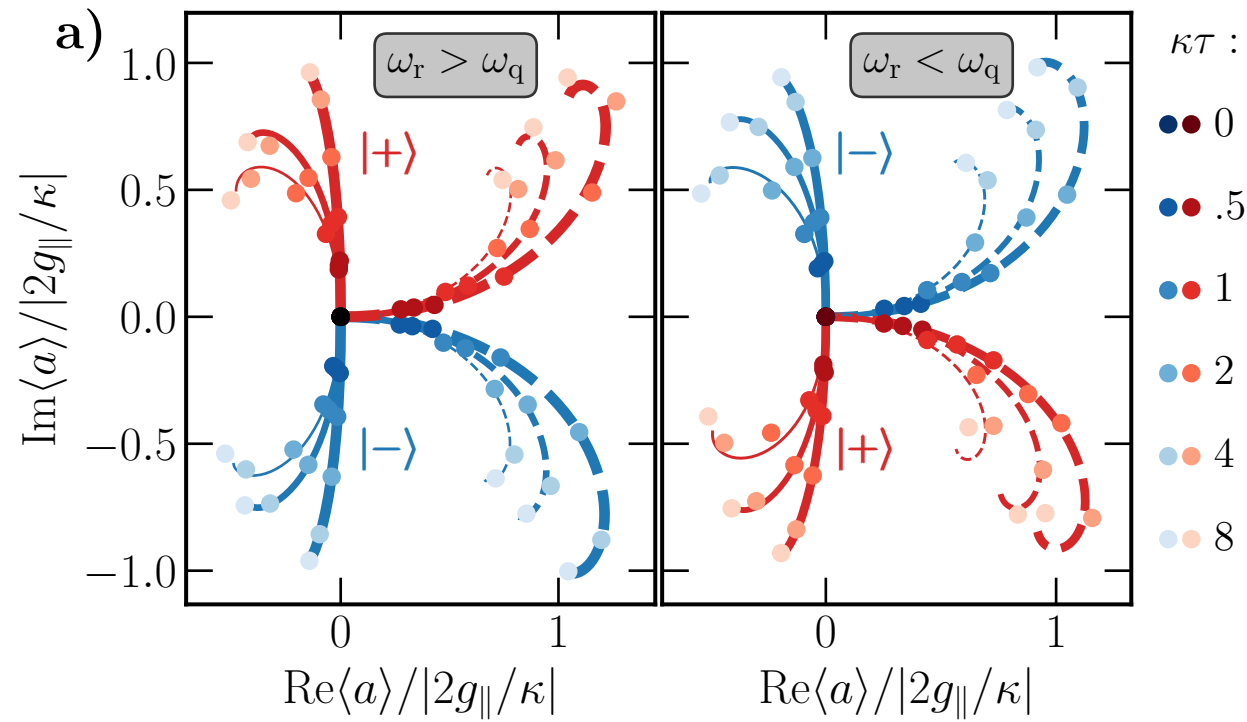 a)
ω_r > ω_q
ω_r < ω_q
κτ :
0
.5
1
2
4
8
|+⟩
|−⟩
|−⟩
|+⟩
1.0
0.5
0.0
−0.5
−1.0
Im⟨a⟩/|2g_∥/κ|
0 1
0 1
Re⟨a⟩/|2g_∥/κ|
Re⟨a⟩/|2g_∥/κ|